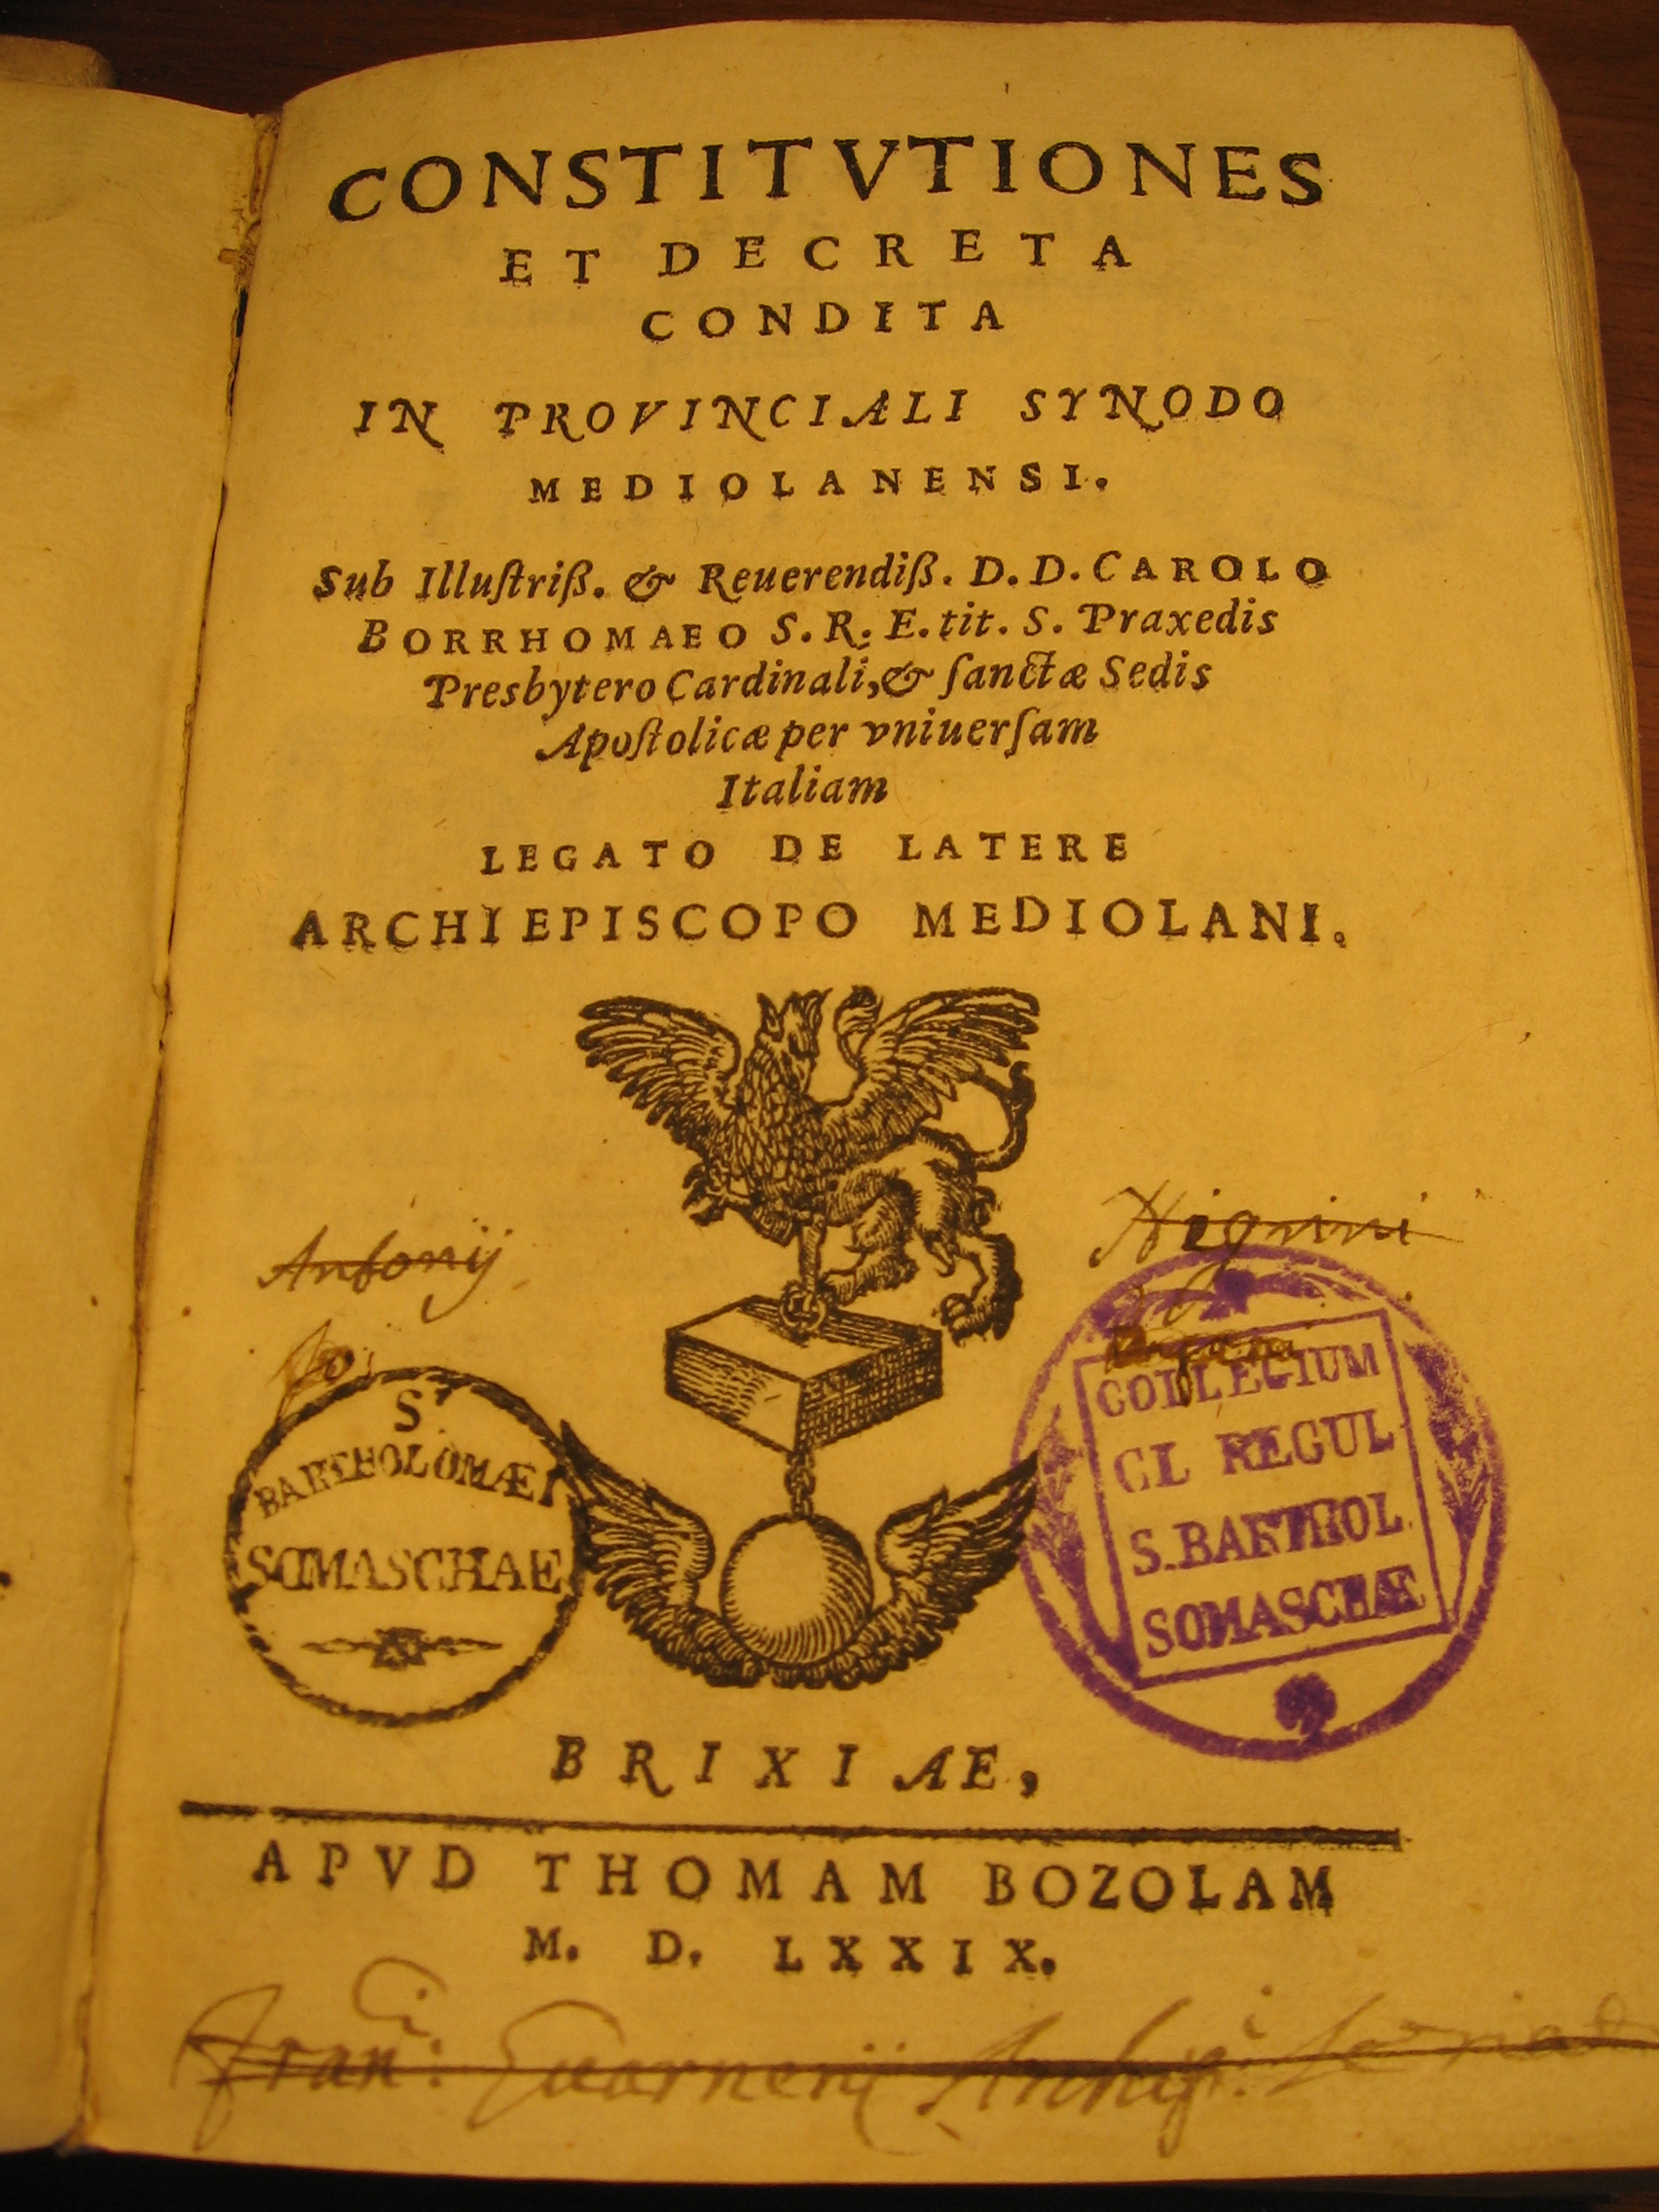 CONSTITVTIONES
ET DECRETA
CONDITA
IN PROVINCIALI SYNODO
MEDIOLANENSI.
Sub Illuſtriß. & Reuerendiß. D. D. CAROLO
BORRHOMAEO S. R. E. tit. S. Praxedis
Presbytero Cardinali, & ſanctæ Sedis
Apoſtolicæ per vniuerſam
Italiam
LEGATO DE LATERE
ARCHIEPISCOPO MEDIOLANI.
Antonij
S.
BARTHOLOMÆI
SOMASCHAE
COLLEGIUM
CL REGUL
S. BARTHOL.
SOMASCHÆ
BRIXIAE,
APVD THOMAM BOZOLAM
M. D. LXXIX.